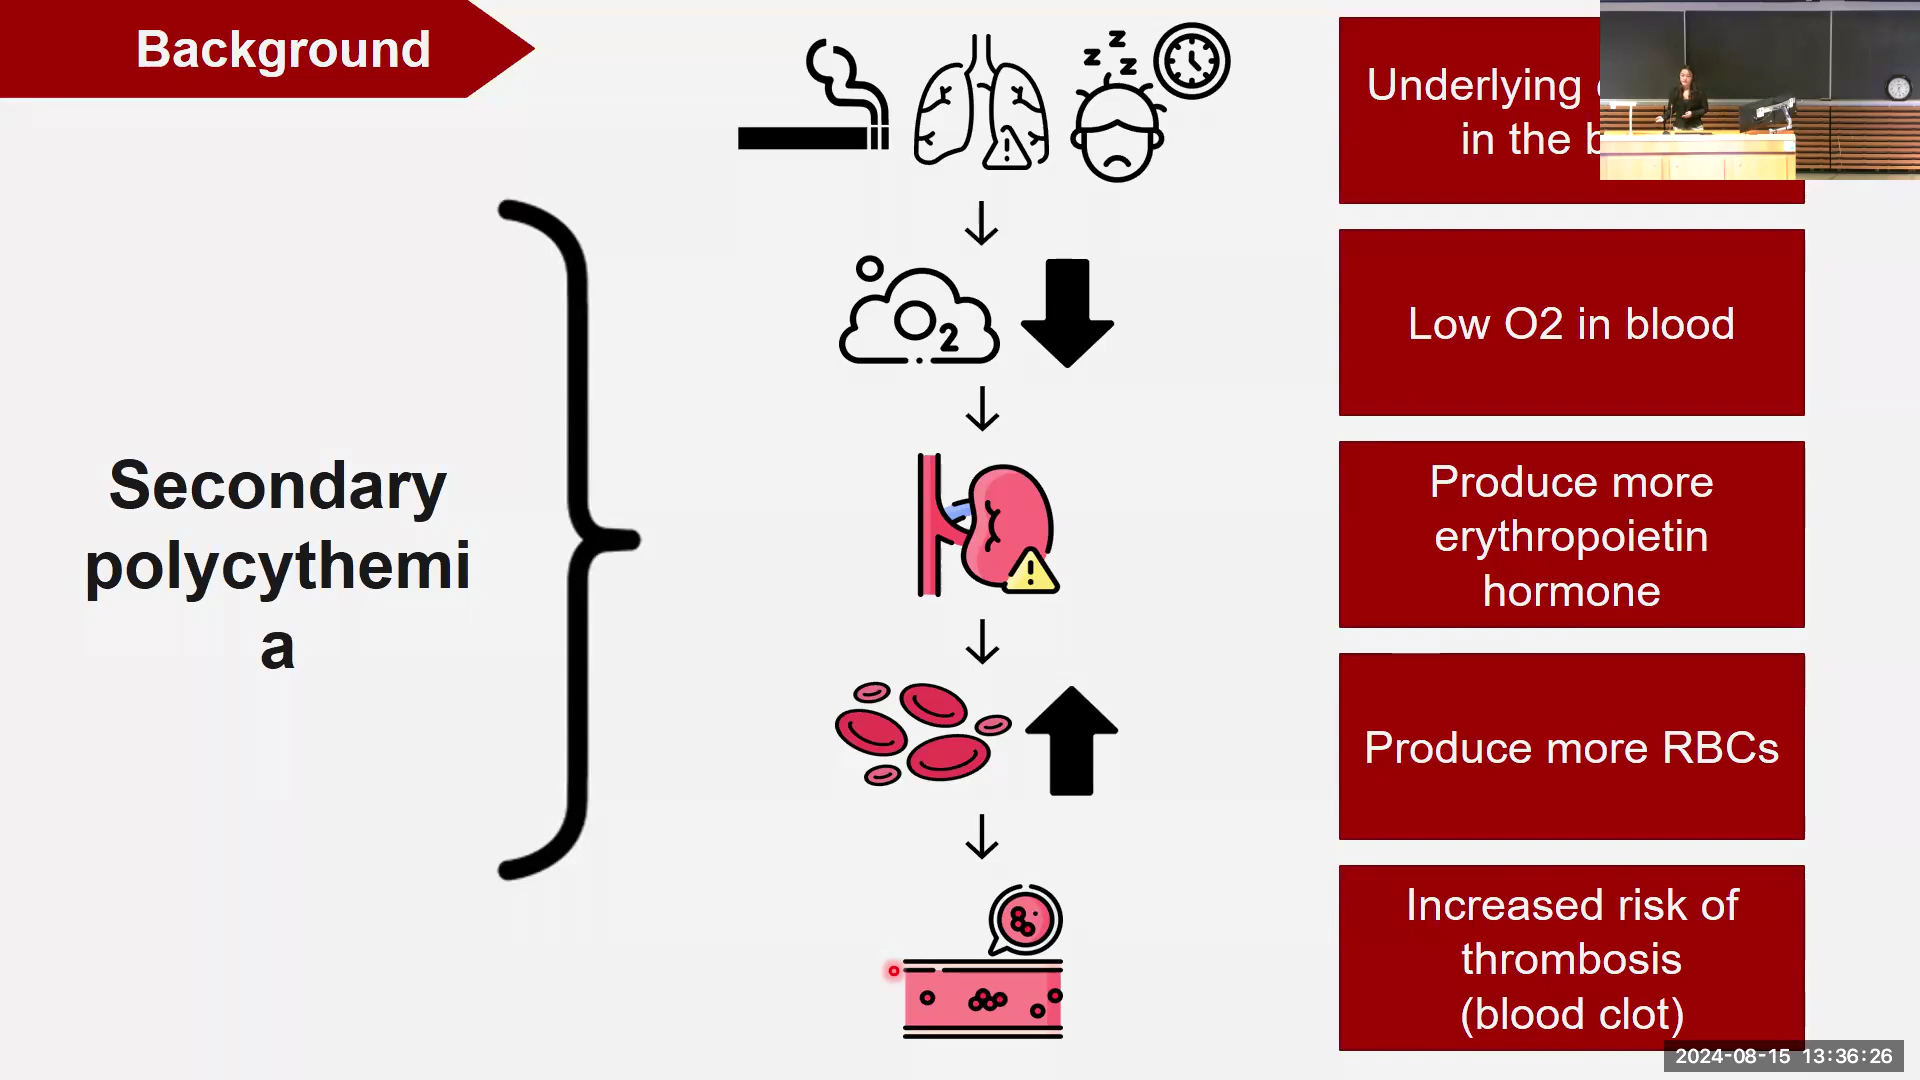 Background
z
z
z
Underlying
in the
O2
Low O2 in blood
Secondary
polycythemi
a
Produce more
erythropoietin
hormone
Produce more RBCs
Increased risk of
thrombosis
(blood clot)
2024-08-15 13:36:26